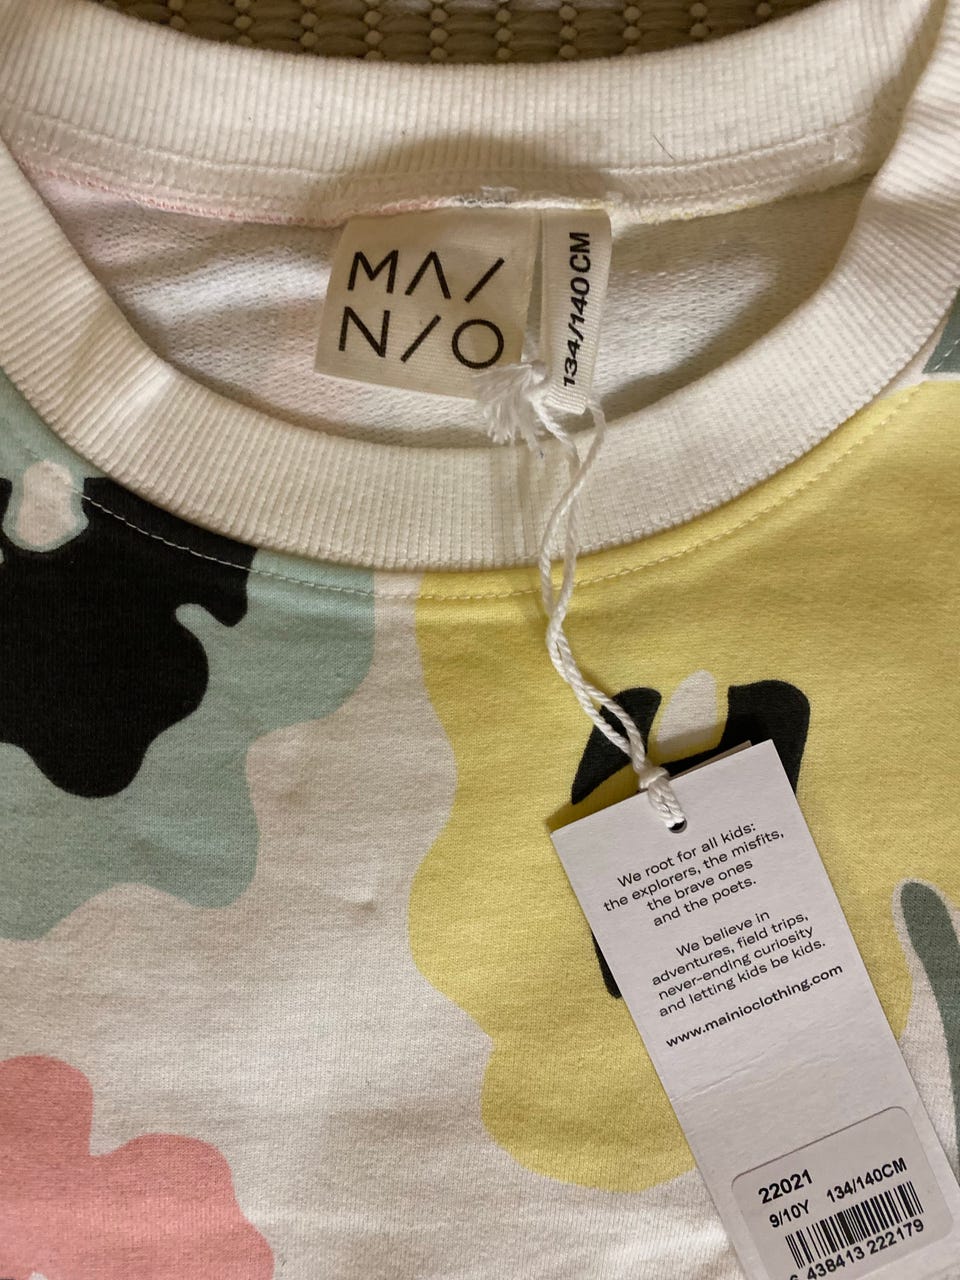 MAI
NIO
134/140CM
We root for all kids:
the explorers, the misfits,
the brave ones
and the poets.
We believe in
adventures, field trips,
never-ending curiosity
and letting kids be kids.
www.mainioclothing.com
22021
9/10Y 134/140CM
6 438413 222179